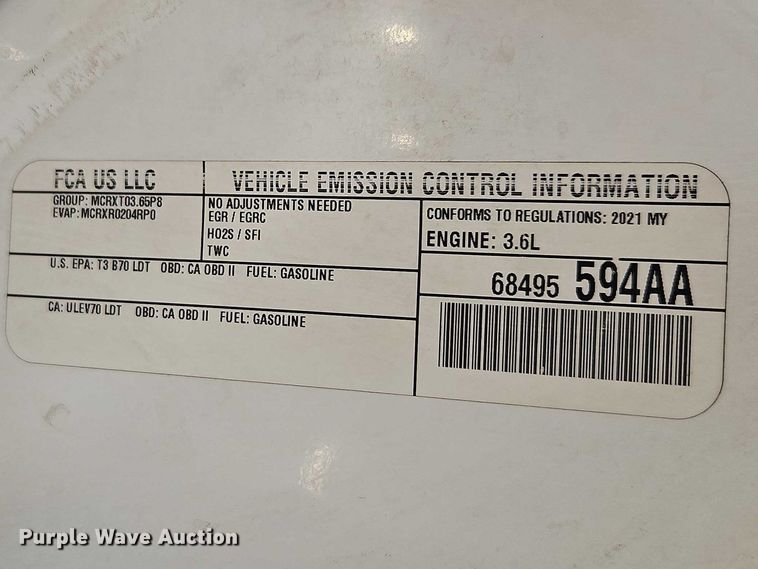 FCA US LLC
VEHICLE EMISSION CONTROL INFORMATION
GROUP: MCRXT03.65P8
EVAP: MCRXR0204RP0
NO ADJUSTMENTS NEEDED
EGR / EGRC
HO2S / SFI
TWC
CONFORMS TO REGULATIONS: 2021 MY
ENGINE: 3.6L
U.S. EPA: T3 B70 LDT OBD: CA OBD II FUEL: GASOLINE
68495 594AA
CA: ULEV70 LDT OBD: CA OBD II FUEL: GASOLINE
Purple Wave Auction